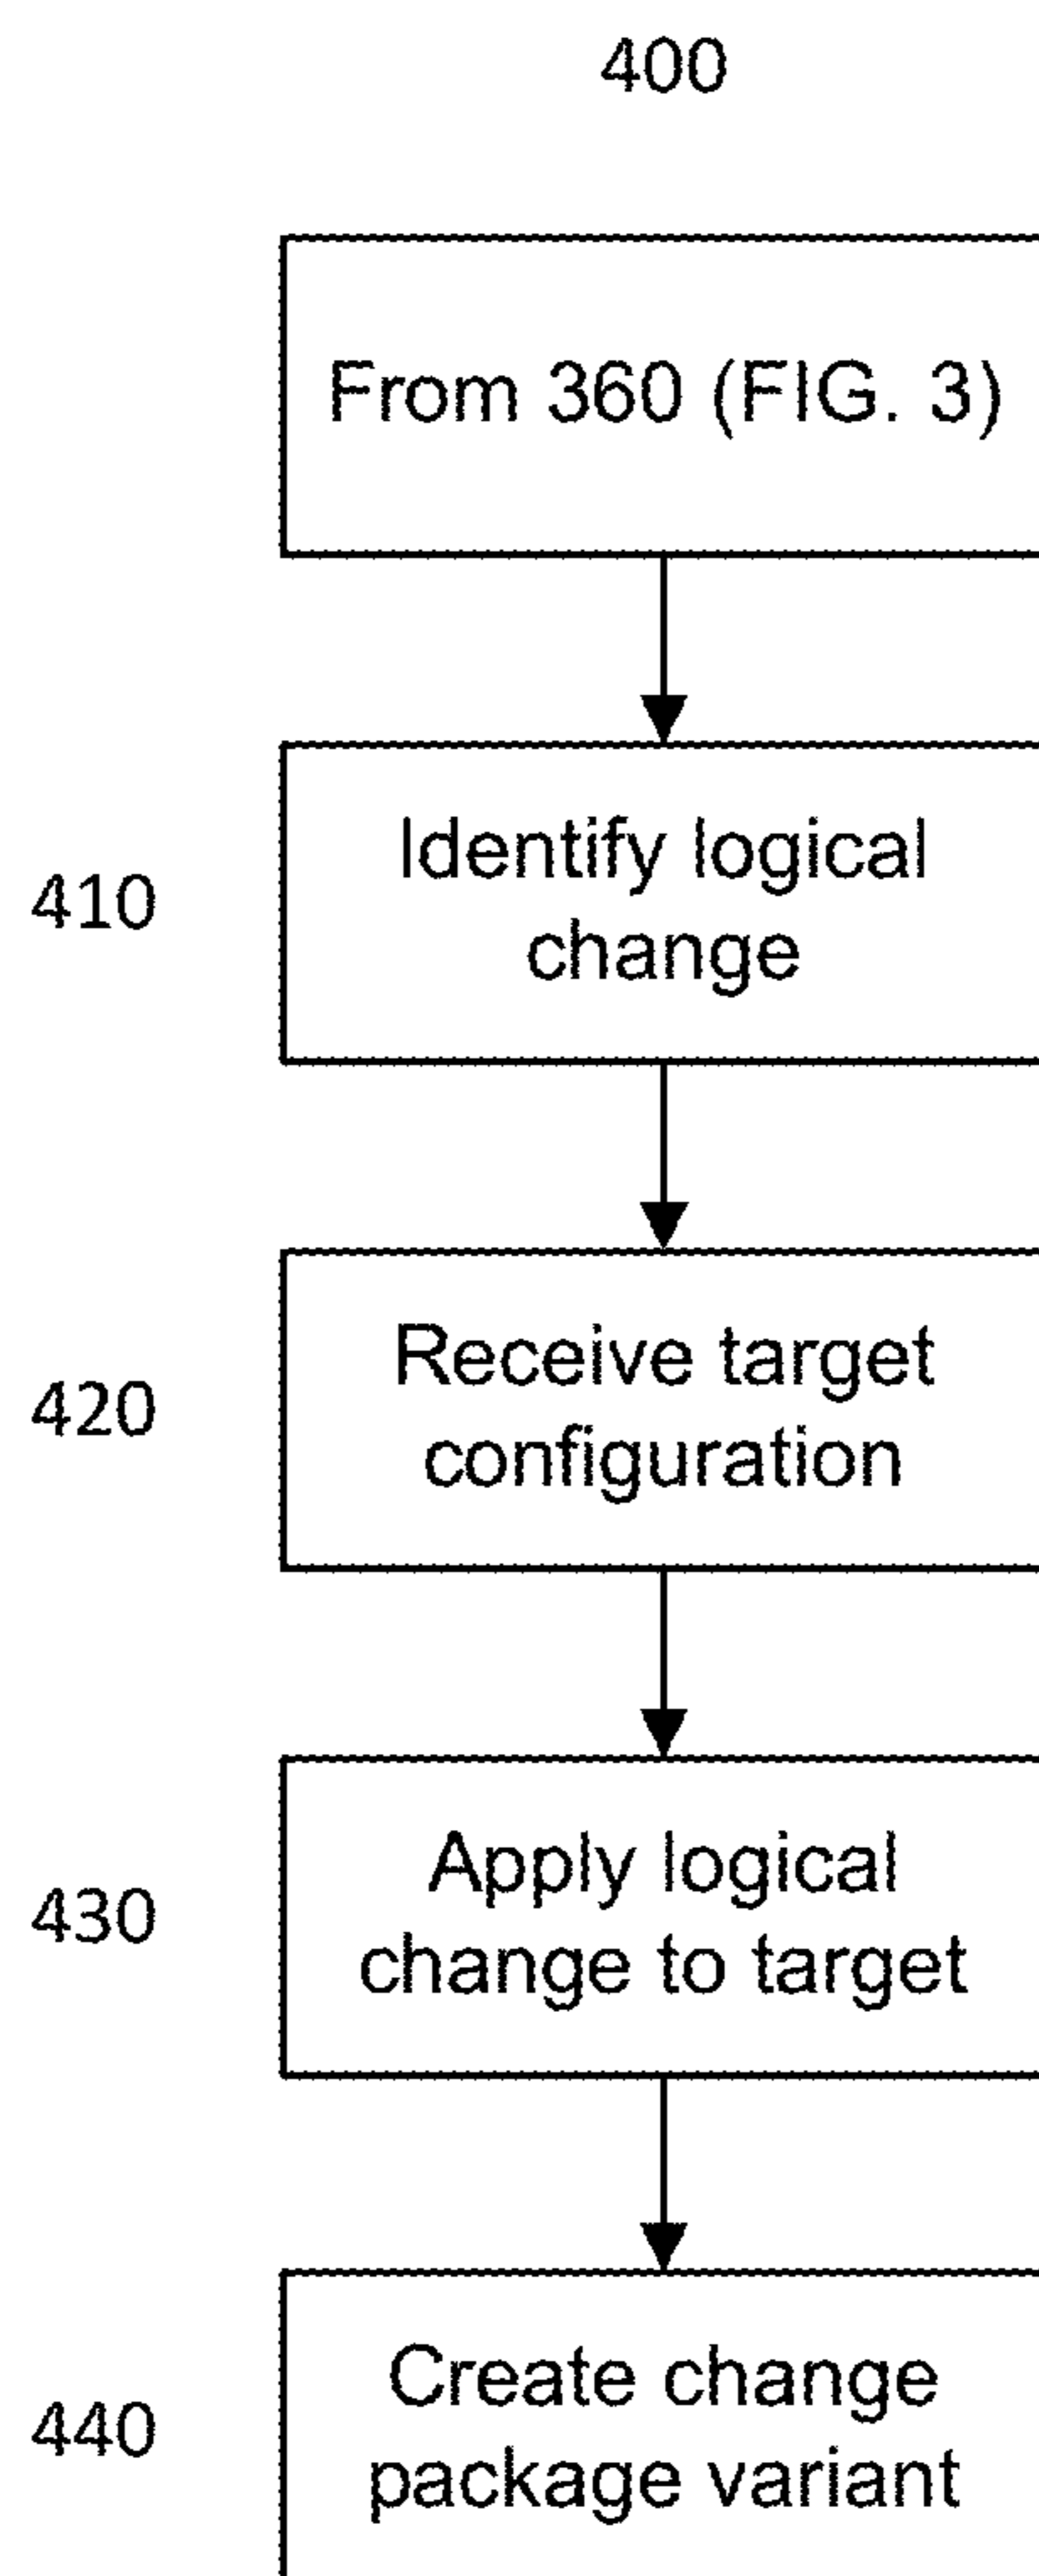 400
From 360 (FIG. 3)
410
Identify logical
change
420
Receive target
configuration
430
Apply logical
change to target
440
Create change
package variant